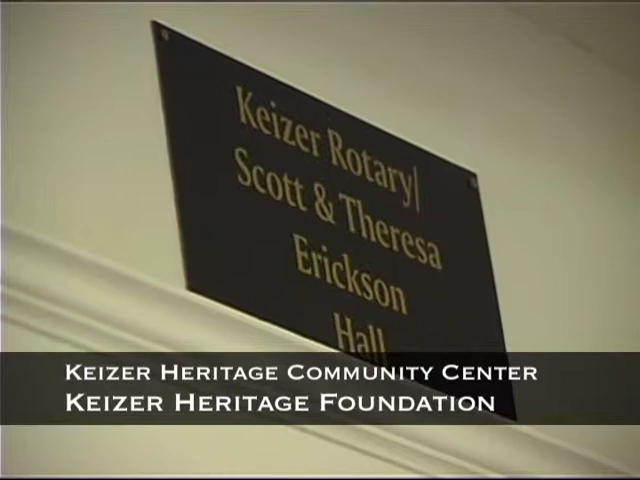 Keizer Rotary/
Scott & Theresa
Erickson
Hall
Keizer Heritage Community Center
Keizer Heritage Foundation